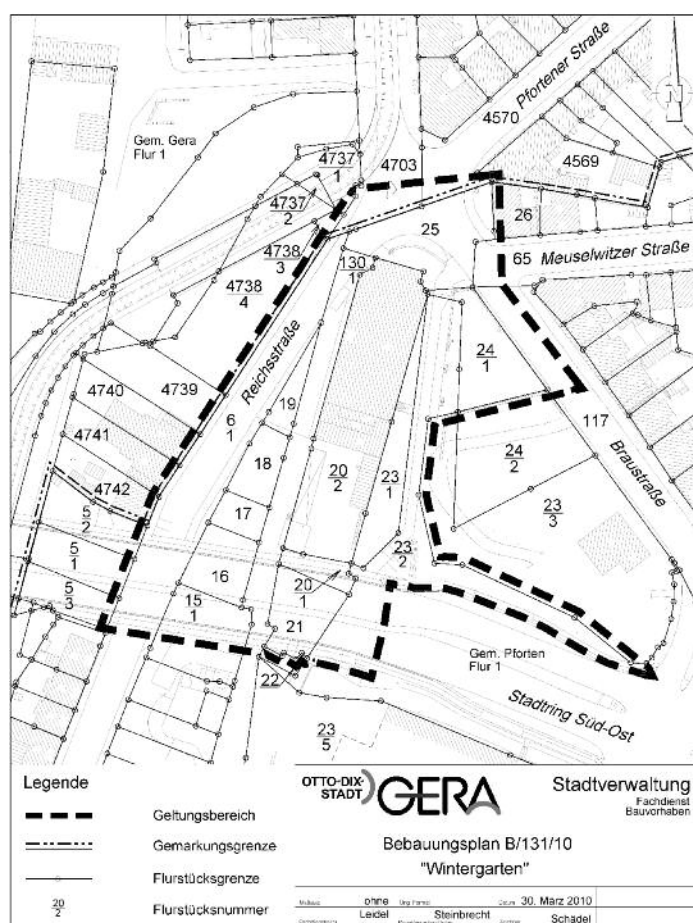 Pfortener Straße
4570
N
Gem. Gera
Flur 1
4737
1
4703
4569
4737
2
26
25
65
Meuselwitzer Straße
4738
3
130
1
4738
4
Reichsstraße
24
1
4740
4739
6
1
19
117
4741
18
20
2
23
1
24
2
Braustraße
4742
5
2
17
23
3
5
1
23
2
16
5
3
15
1
20
1
21
Gem. Pforten
Flur 1
22
Stadtring Süd-Ost
23
5
Legende
Geltungsbereich
Gemarkungsgrenze
Flurstücksgrenze
20
2
Flurstücksnummer
OTTO-DIX-
STADT
GERA
Stadtverwaltung
Fachdienst
Bauvorhaben
Bebauungsplan B/131/10
"Wintergarten"
ohne
30. März 2010
Leidel
Steinbrecht
Schädel